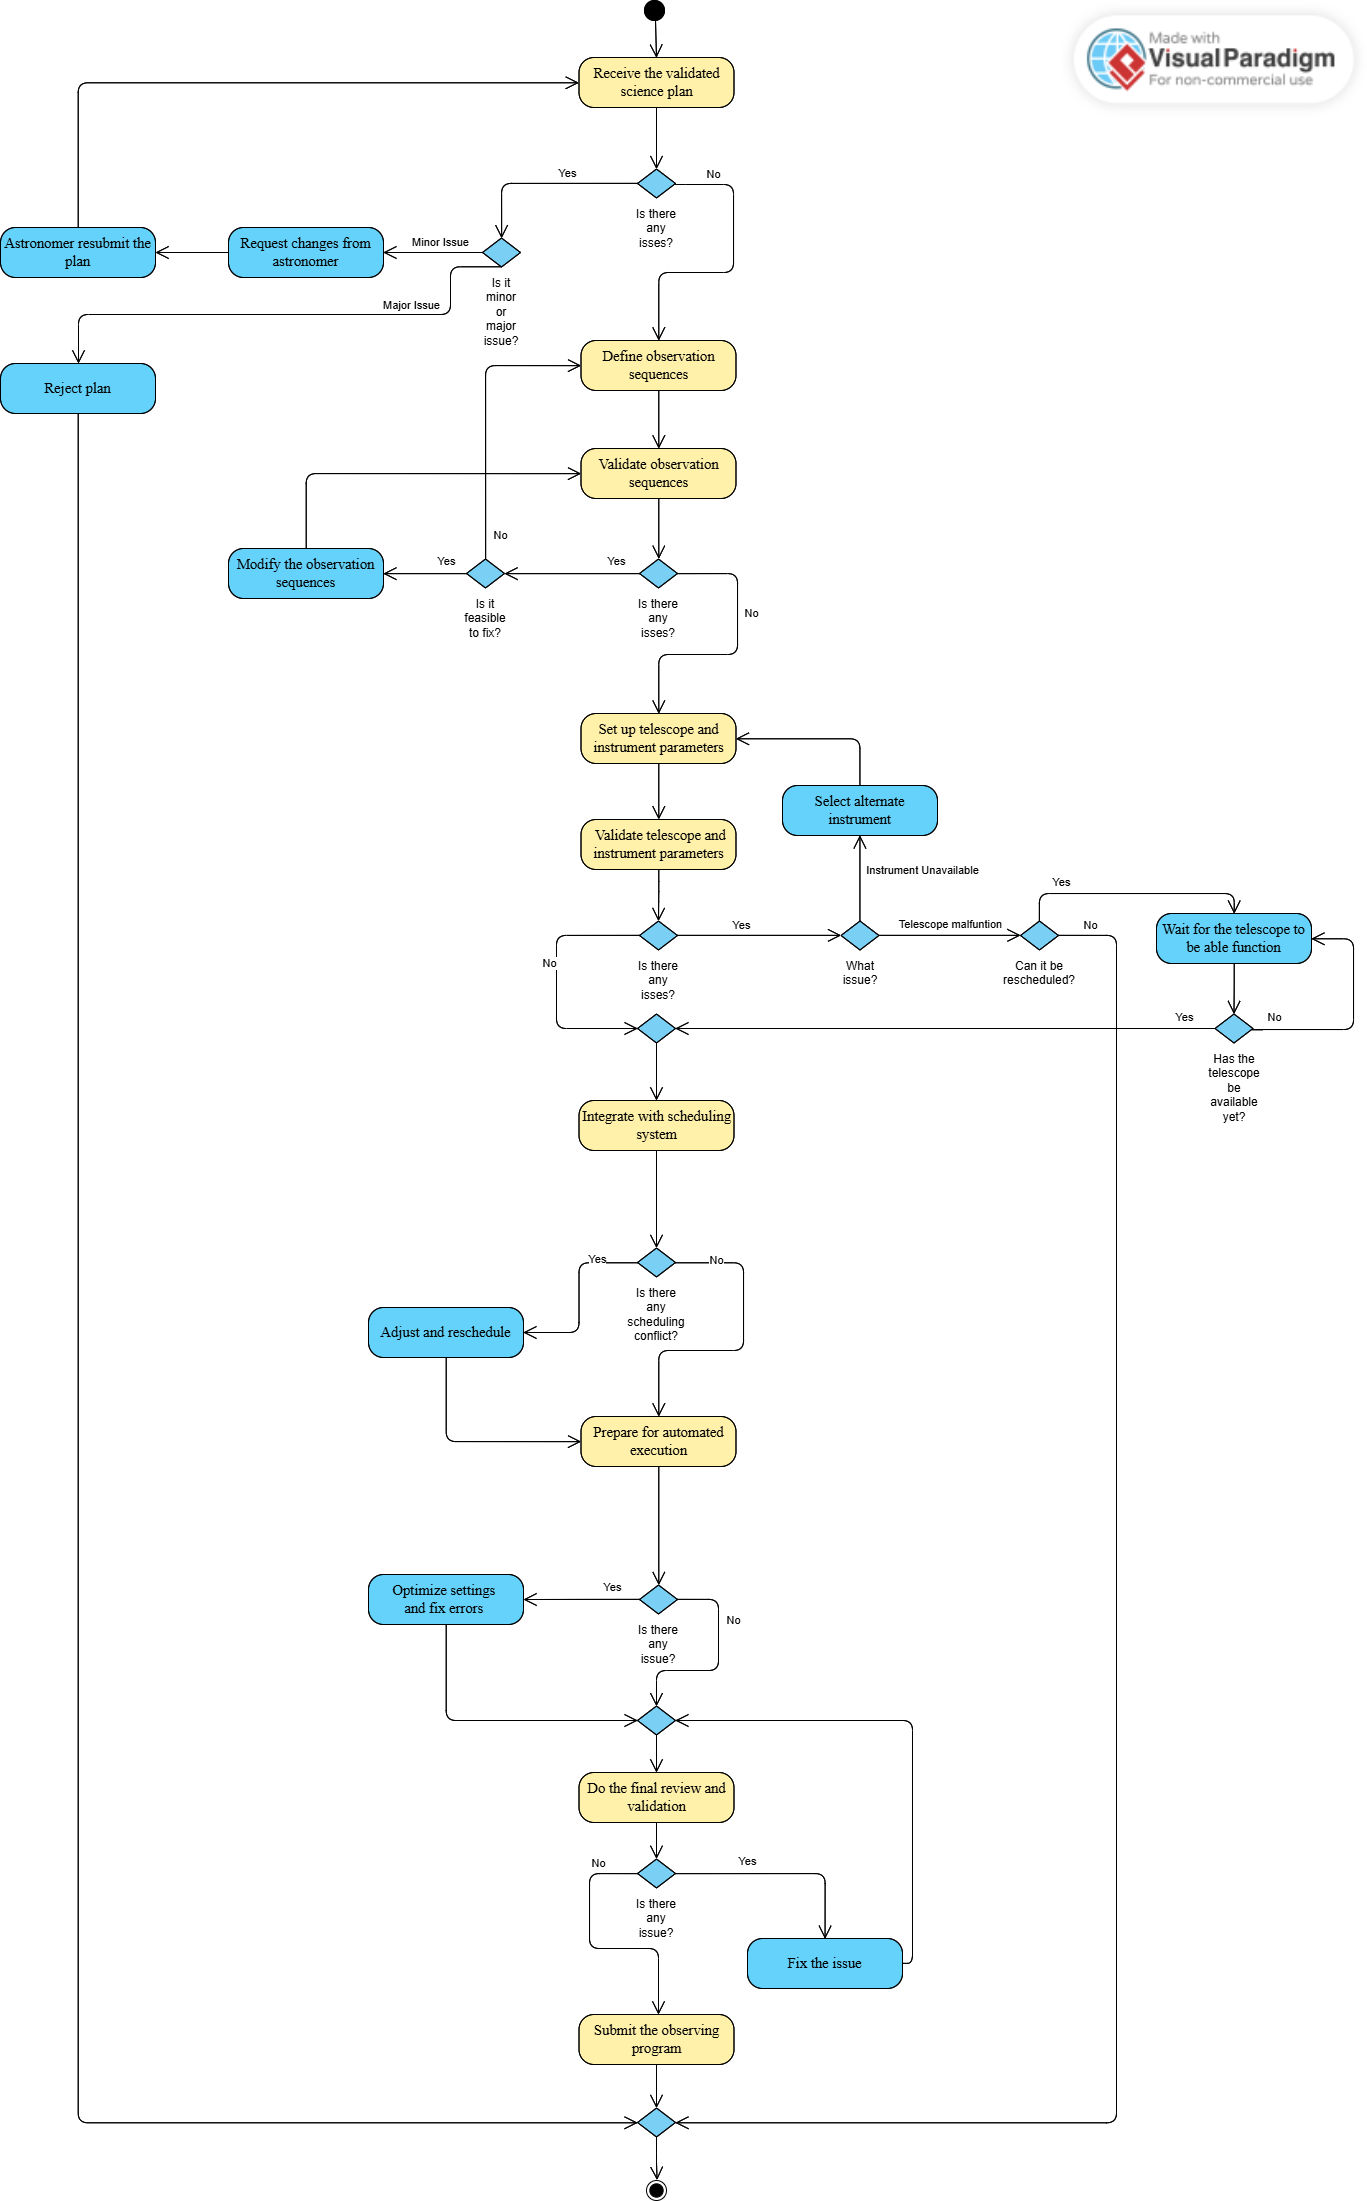 Made with
Visual Paradigm
For non-commercial use
Receive the validated
science plan
Yes
No
Is there
any
isses?
Astronomer resubmit the
plan
Request changes from
astronomer
Minor Issue
Major Issue
Is it
minor
or
major
issue?
Reject plan
Define observation
sequences
Validate observation
sequences
No
Modify the observation
sequences
Yes
Yes
Is it
feasible
to fix?
Is there
any
isses?
No
Set up telescope and
instrument parameters
Select alternate
instrument
Validate telescope and
instrument parameters
Instrument Unavailable
Yes
Yes
Telescope malfuntion
No
Wait for the telescope to
be able function
No
Is there
any
isses?
What
issue?
Can it be
rescheduled?
Yes
No
Has the
telescope
be
available
yet?
Integrate with scheduling
system
Yes
No
Is there
any
scheduling
conflict?
Adjust and reschedule
Prepare for automated
execution
Optimize settings
and fix errors
Yes
No
Is there
any
issue?
Do the final review and
validation
No
Yes
Is there
any
issue?
Fix the issue
Submit the observing
program